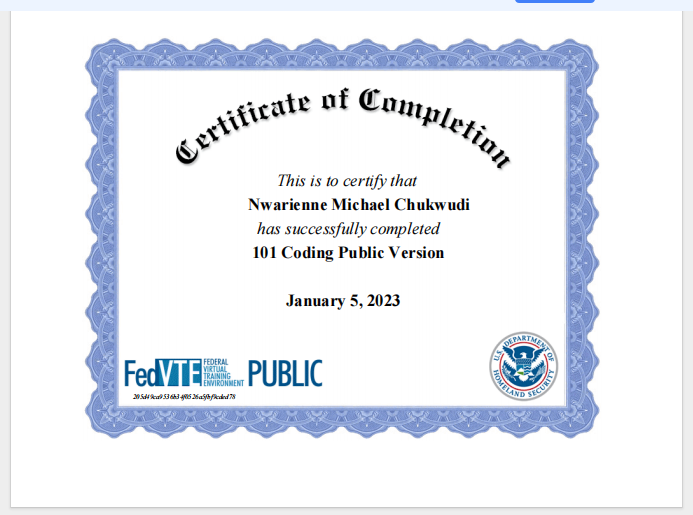 Certificate of Completion
This is to certify that
Nwarienne Michael Chukwudi
has successfully completed
101 Coding Public Version
January 5, 2023
FedVTE FEDERAL VIRTUAL TRAINING ENVIRONMENT PUBLIC
U.S. DEPARTMENT OF HOMELAND SECURITY